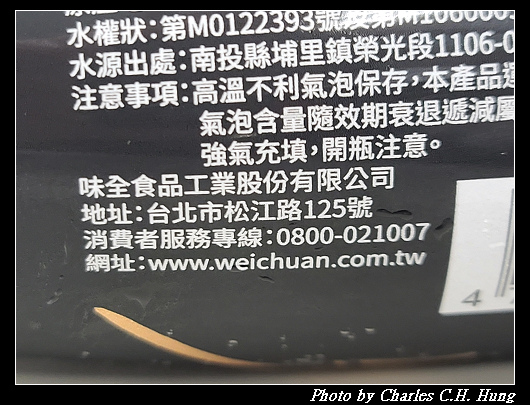 水權狀：第M0122393號
水源出處：南投縣埔里鎮榮光段1106-0
注意事項：高溫不利氣泡保存，本產品
氣泡含量隨效期衰退遞減屬
強氣充填，開瓶注意。
味全食品工業股份有限公司
地址：台北市松江路125號
消費者服務專線：0800-021007
網址：www.weichuan.com.tw
4
Photo by Charles C.H. Hung